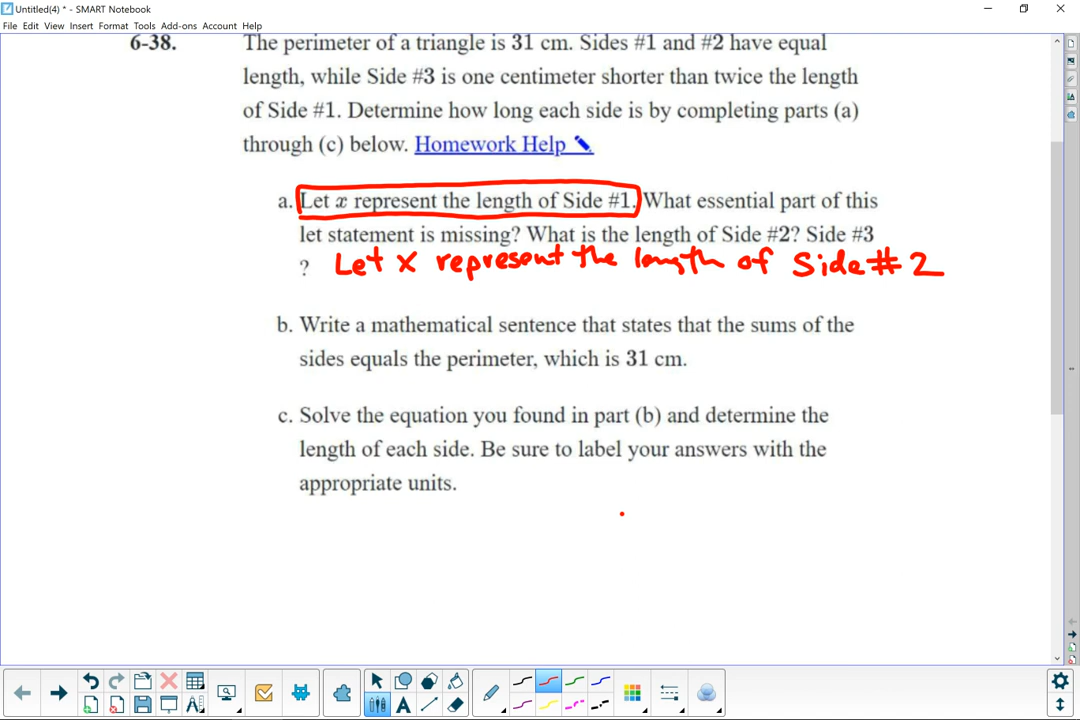 Untitled(4) * - SMART Notebook
File Edit View Insert Format Tools Add-ons Account Help
6-38. The perimeter of a triangle is 31 cm. Sides #1 and #2 have equal
length, while Side #3 is one centimeter shorter than twice the length
of Side #1. Determine how long each side is by completing parts (a)
through (c) below. Homework Help
a. Let x represent the length of Side #1. What essential part of this
let statement is missing? What is the length of Side #2? Side #3
? Let x represent the length of Side #2
b. Write a mathematical sentence that states that the sums of the
sides equals the perimeter, which is 31 cm.
c. Solve the equation you found in part (b) and determine the
length of each side. Be sure to label your answers with the
appropriate units.